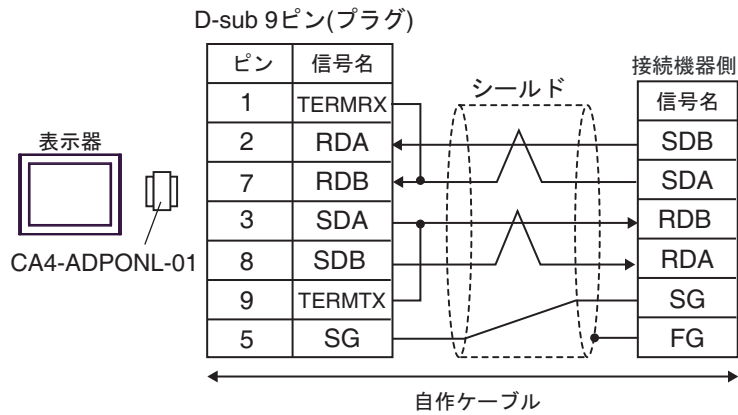 D-sub 9ピン(プラグ)
ピン 信号名
1 TERMRX
2 RDA
7 RDB
3 SDA
8 SDB
9 TERMTX
5 SG
シールド
接続機器側
信号名
SDB
SDA
RDB
RDA
SG
FG
表示器
CA4-ADPONL-01
自作ケーブル